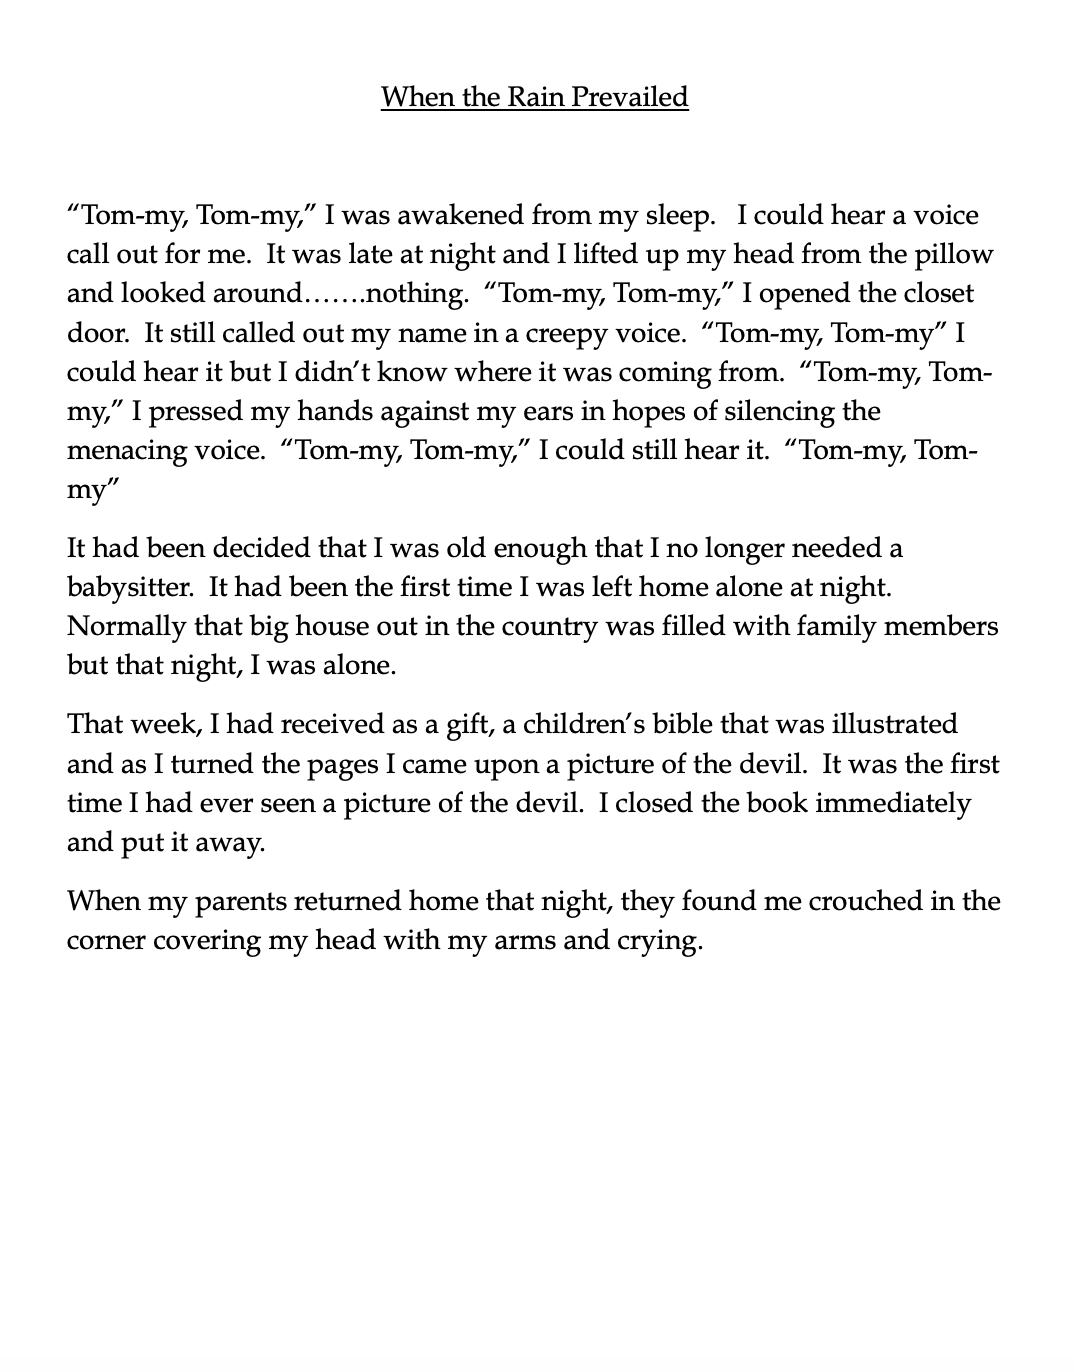 When the Rain Prevailed
“Tom-my, Tom-my,” I was awakened from my sleep.   I could hear a voice
call out for me.  It was late at night and I lifted up my head from the pillow
and looked around…….nothing.  “Tom-my, Tom-my,” I opened the closet
door.  It still called out my name in a creepy voice.  “Tom-my, Tom-my” I
could hear it but I didn’t know where it was coming from.  “Tom-my, Tom-
my,” I pressed my hands against my ears in hopes of silencing the
menacing voice.  “Tom-my, Tom-my,” I could still hear it.  “Tom-my, Tom-
my”
It had been decided that I was old enough that I no longer needed a
babysitter.  It had been the first time I was left home alone at night.
Normally that big house out in the country was filled with family members
but that night, I was alone.
That week, I had received as a gift, a children’s bible that was illustrated
and as I turned the pages I came upon a picture of the devil.  It was the first
time I had ever seen a picture of the devil.  I closed the book immediately
and put it away.
When my parents returned home that night, they found me crouched in the
corner covering my head with my arms and crying.